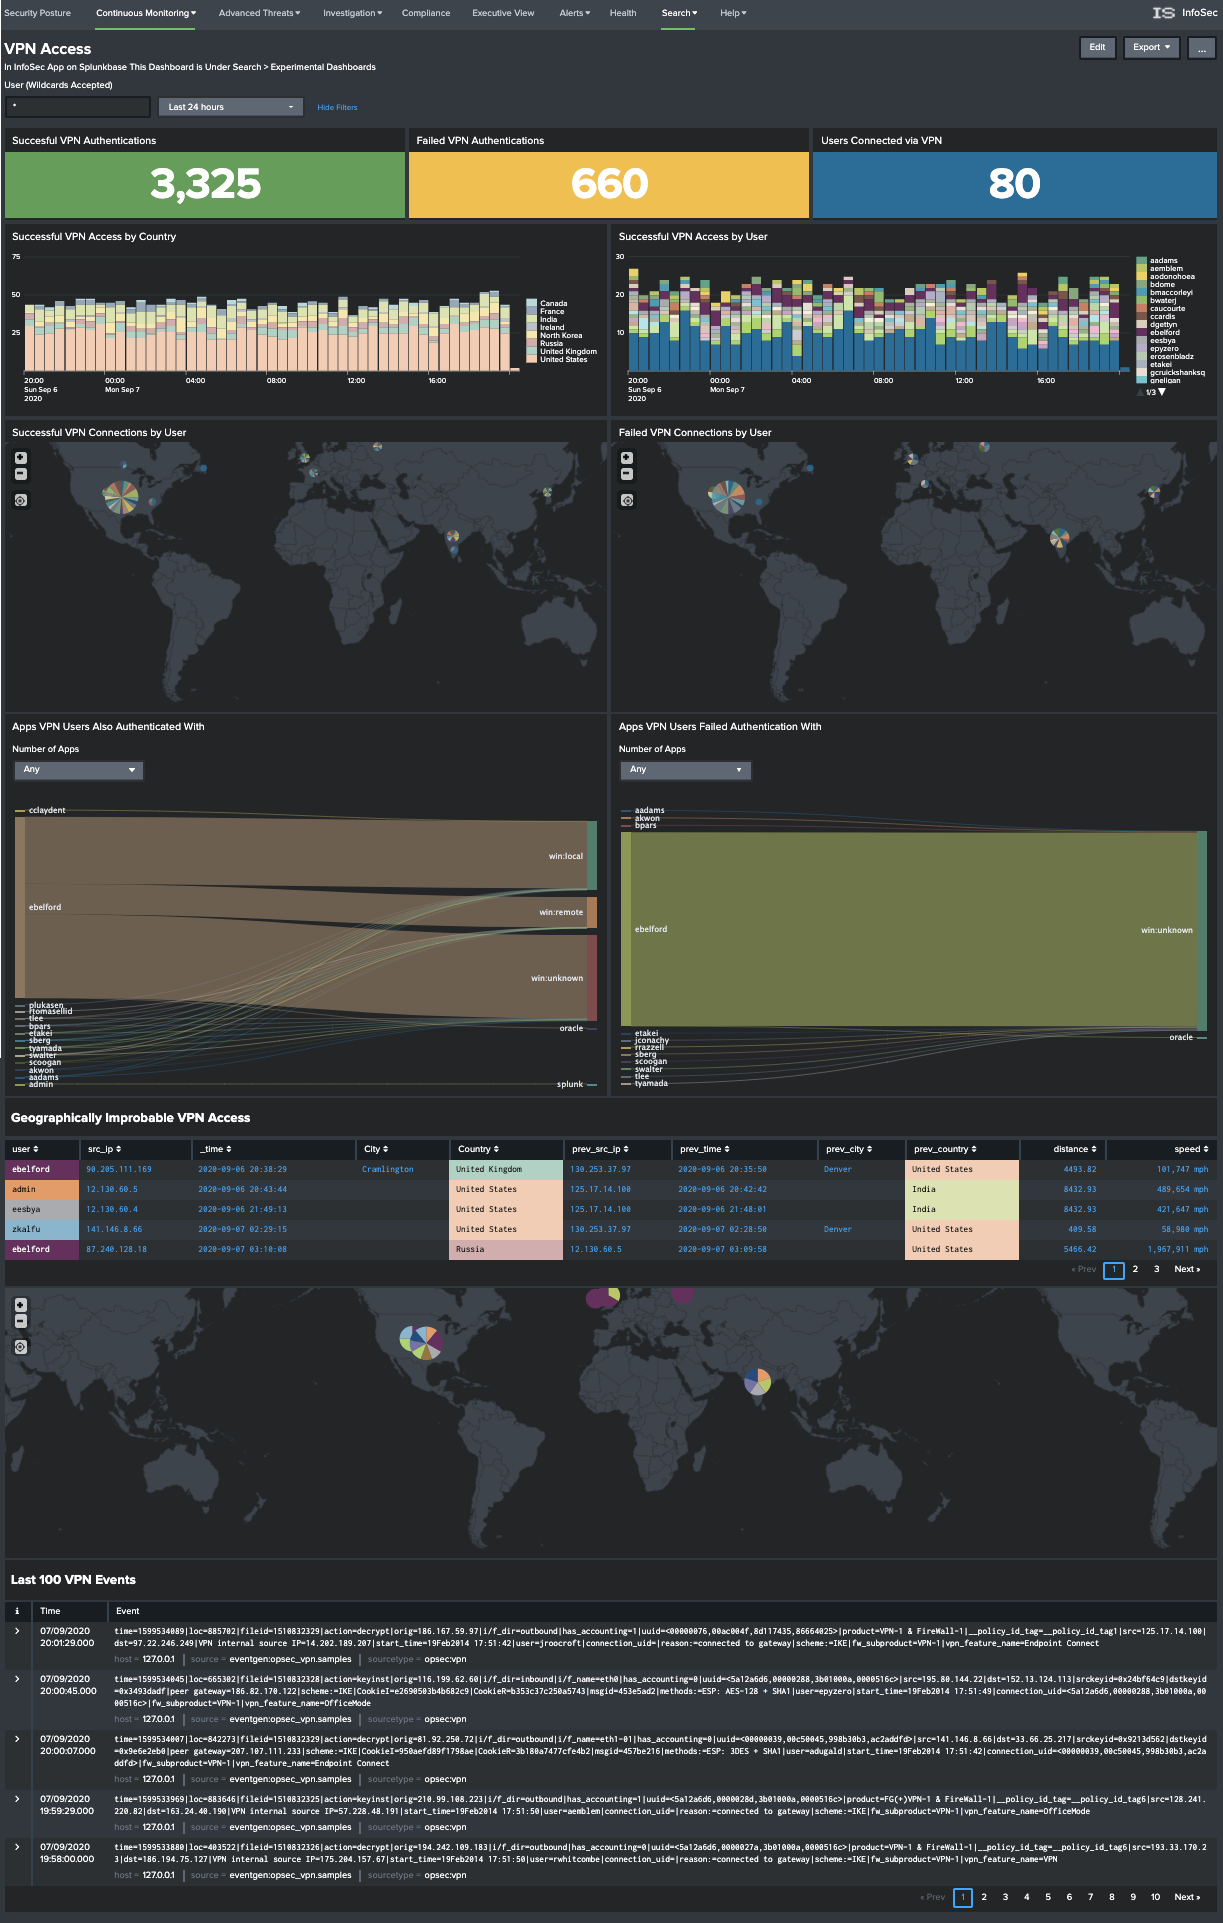 Security Posture Continuous Monitoring Advanced Threats Investigation Compliance Executive View Alerts Health Search Help IS InfoSec
VPN Access
Edit Export ...
In InfoSec App on Splunkbase This Dashboard is Under Search > Experimental Dashboards
User (Wildcards Accepted)
* Last 24 hours Hide Filters
Succesful VPN Authentications
3,325
Failed VPN Authentications
660
Users Connected via VPN
80
Successful VPN Access by Country
75
50
25
20:00 00:00 04:00 08:00 12:00 16:00
Sun Sep 6 Mon Sep 7
2020
Canada
France
India
Ireland
North Korea
Russia
United Kingdom
United States
Successful VPN Access by User
30
20
10
20:00 00:00 04:00 08:00 12:00 16:00
Sun Sep 6 Mon Sep 7
2020
aadams
aemblem
aodonohoea
bdome
bmaccorleyi
bwaterj
caucourte
ccardis
dgettyn
ebelford
eesbya
epyzero
erosenbladz
etakei
gcruickshanksq
gneligan
1/3
Successful VPN Connections by User
Failed VPN Connections by User
Apps VPN Users Also Authenticated With
Number of Apps
Any
cclaydent
ebelford
plukasen
rtomasellid
tlee
bpars
etakei
sberg
tyamada
swalter
scoogan
akwon
aadams
admin
win:local
win:remote
win:unknown
oracle
splunk
Apps VPN Users Failed Authentication With
Number of Apps
Any
aadams
akwon
bpars
ebelford
etakei
jconachy
rrazzell
sberg
scoogan
swalter
tlee
tyamada
win:unknown
oracle
Geographically Improbable VPN Access
user src_ip _time City Country prev_src_ip prev_time prev_city prev_country distance speed
ebelford 90.205.111.169 2020-09-06 20:38:29 Cramlington United Kingdom 130.253.37.97 2020-09-06 20:35:50 Denver United States 4493.82 101,747 mph
admin 12.130.60.5 2020-09-06 20:43:44 United States 125.17.14.100 2020-09-06 20:42:42 India 8432.93 489,654 mph
eesbya 12.130.60.4 2020-09-06 21:49:13 United States 125.17.14.100 2020-09-06 21:48:01 India 8432.93 421,647 mph
zkalfu 141.146.8.66 2020-09-07 02:29:15 United States 130.253.37.97 2020-09-07 02:28:50 Denver United States 409.58 58,980 mph
ebelford 87.240.128.18 2020-09-07 03:10:08 Russia 12.130.60.5 2020-09-07 03:09:58 United States 5466.42 1,967,911 mph
« Prev 1 2 3 Next »
Last 100 VPN Events
i Time Event
07/09/2020
20:01:29.000
time=1599534089|loc=885702|fileid=1510832329|action=decrypt|orig=186.167.59.97|i/f_dir=outbound|has_accounting=1|uuid=<00000076,00ac004f,8d117435,86664025>|product=VPN-1 & FireWall-1|__policy_id_tag=__policy_id_tag1|src=125.17.14.100|
dst=97.22.246.249|VPN internal source IP=14.202.189.207|start_time=19Feb2014 17:51:42|user=jroocroft|connection_uid=|reason:=connected to gateway|scheme:=IKE|fw_subproduct=VPN-1|vpn_feature_name=Endpoint Connect
host = 127.0.0.1 source = eventgen:opsec_vpn.samples sourcetype = opsec:vpn
07/09/2020
20:00:45.000
time=1599534045|loc=665302|fileid=1510832328|action=keyinst|orig=116.199.62.60|i/f_dir=inbound|i/f_name=eth0|has_accounting=0|uuid=<5a12a6d6,00000288,3b01000a,0000516c>|src=195.80.144.22|dst=152.13.124.113|srckeyid=0x24bf64c9|dstkeyid
=0x3493dadf|peer gateway=186.82.170.122|scheme:=IKE|CookieI=e2690503b4b682c9|CookieR=b353c37c250a5743|msgid=453e5ad2|methods:=ESP: AES-128 + SHA1|user=epyzero|start_time=19Feb2014 17:51:49|connection_uid=<5a12a6d6,00000288,3b01000a,00
00516c>|fw_subproduct=VPN-1|vpn_feature_name=OfficeMode
host = 127.0.0.1 source = eventgen:opsec_vpn.samples sourcetype = opsec:vpn
07/09/2020
20:00:07.000
time=1599534007|loc=842273|fileid=1510832329|action=keyinst|orig=81.92.250.72|i/f_dir=outbound|i/f_name=eth1-01|has_accounting=0|uuid=<00000039,00c50045,998b30b3,ac2addfd>|src=141.146.8.66|dst=33.66.25.217|srckeyid=0x9213d562|dstkeyid
=0x9e6e2eb0|peer gateway=207.107.111.233|scheme:=IKE|CookieI=950aefd89f1798ae|CookieR=3b180a7477cfe4b2|msgid=457be216|methods:=ESP: 3DES + SHA1|user=adugald|start_time=19Feb2014 17:51:42|connection_uid=<00000039,00c50045,998b30b3,ac2a
ddfd>|fw_subproduct=VPN-1|vpn_feature_name=Endpoint Connect
host = 127.0.0.1 source = eventgen:opsec_vpn.samples sourcetype = opsec:vpn
07/09/2020
19:59:29.000
time=1599533969|loc=883646|fileid=1510832325|action=keyinst|orig=210.99.108.223|i/f_dir=outbound|has_accounting=1|uuid=<5a12a6d6,0000028d,3b01000a,0000516c>|product=FG(+)VPN-1 & FireWall-1|__policy_id_tag=__policy_id_tag6|src=128.241.
220.82|dst=163.24.40.190|VPN internal source IP=57.228.48.191|start_time=19Feb2014 17:51:50|user=aemblem|connection_uid=|reason:=connected to gateway|scheme:=IKE|fw_subproduct=VPN-1|vpn_feature_name=OfficeMode
host = 127.0.0.1 source = eventgen:opsec_vpn.samples sourcetype = opsec:vpn
07/09/2020
19:58:00.000
time=1599533880|loc=403522|fileid=1510832326|action=decrypt|orig=194.242.109.183|i/f_dir=outbound|has_accounting=0|uuid=<5a12a6d6,0000027a,3b01000a,0000516c>|product=VPN-1 & FireWall-1|__policy_id_tag=__policy_id_tag6|src=193.33.170.2
3|dst=186.194.75.127|VPN internal source IP=175.204.157.67|start_time=19Feb2014 17:51:50|user=rwhitcombe|connection_uid=|reason:=connected to gateway|scheme:=IKE|fw_subproduct=VPN-1|vpn_feature_name=VPN
host = 127.0.0.1 source = eventgen:opsec_vpn.samples sourcetype = opsec:vpn
« Prev 1 2 3 4 5 6 7 8 9 10 Next »